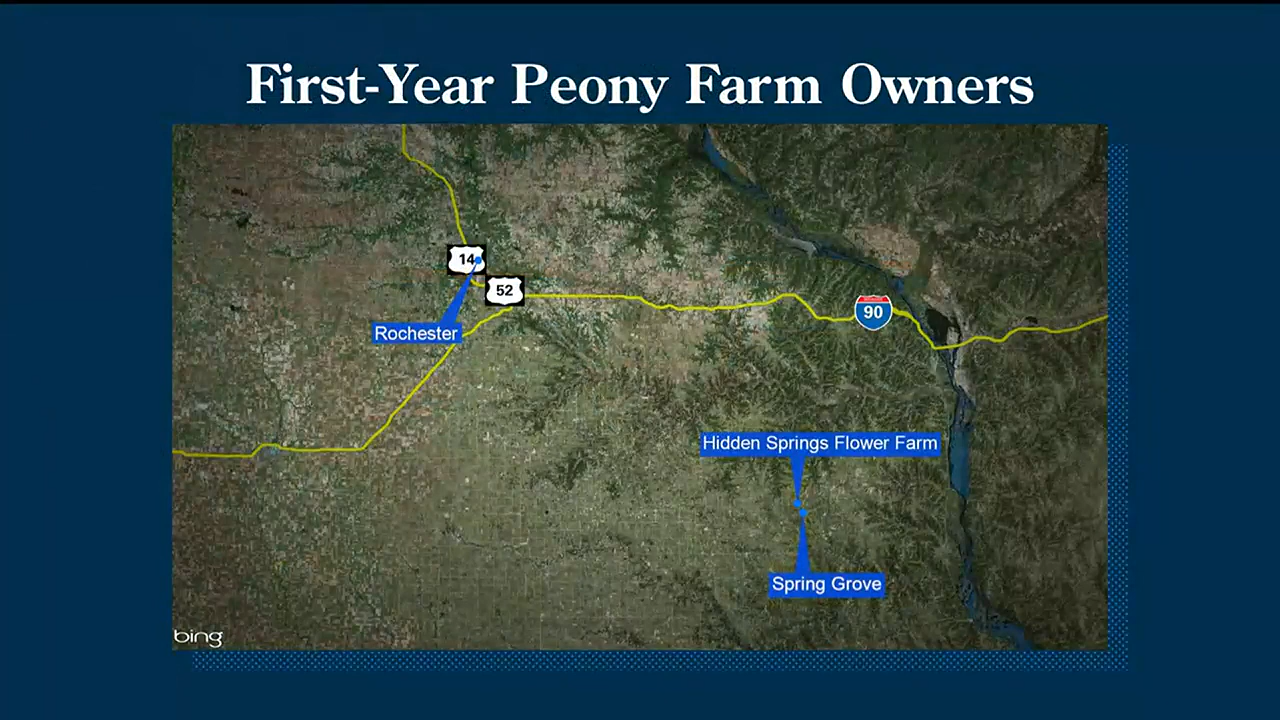 First-Year Peony Farm Owners
14
52
90
Rochester
Hidden Springs Flower Farm
Spring Grove
bing